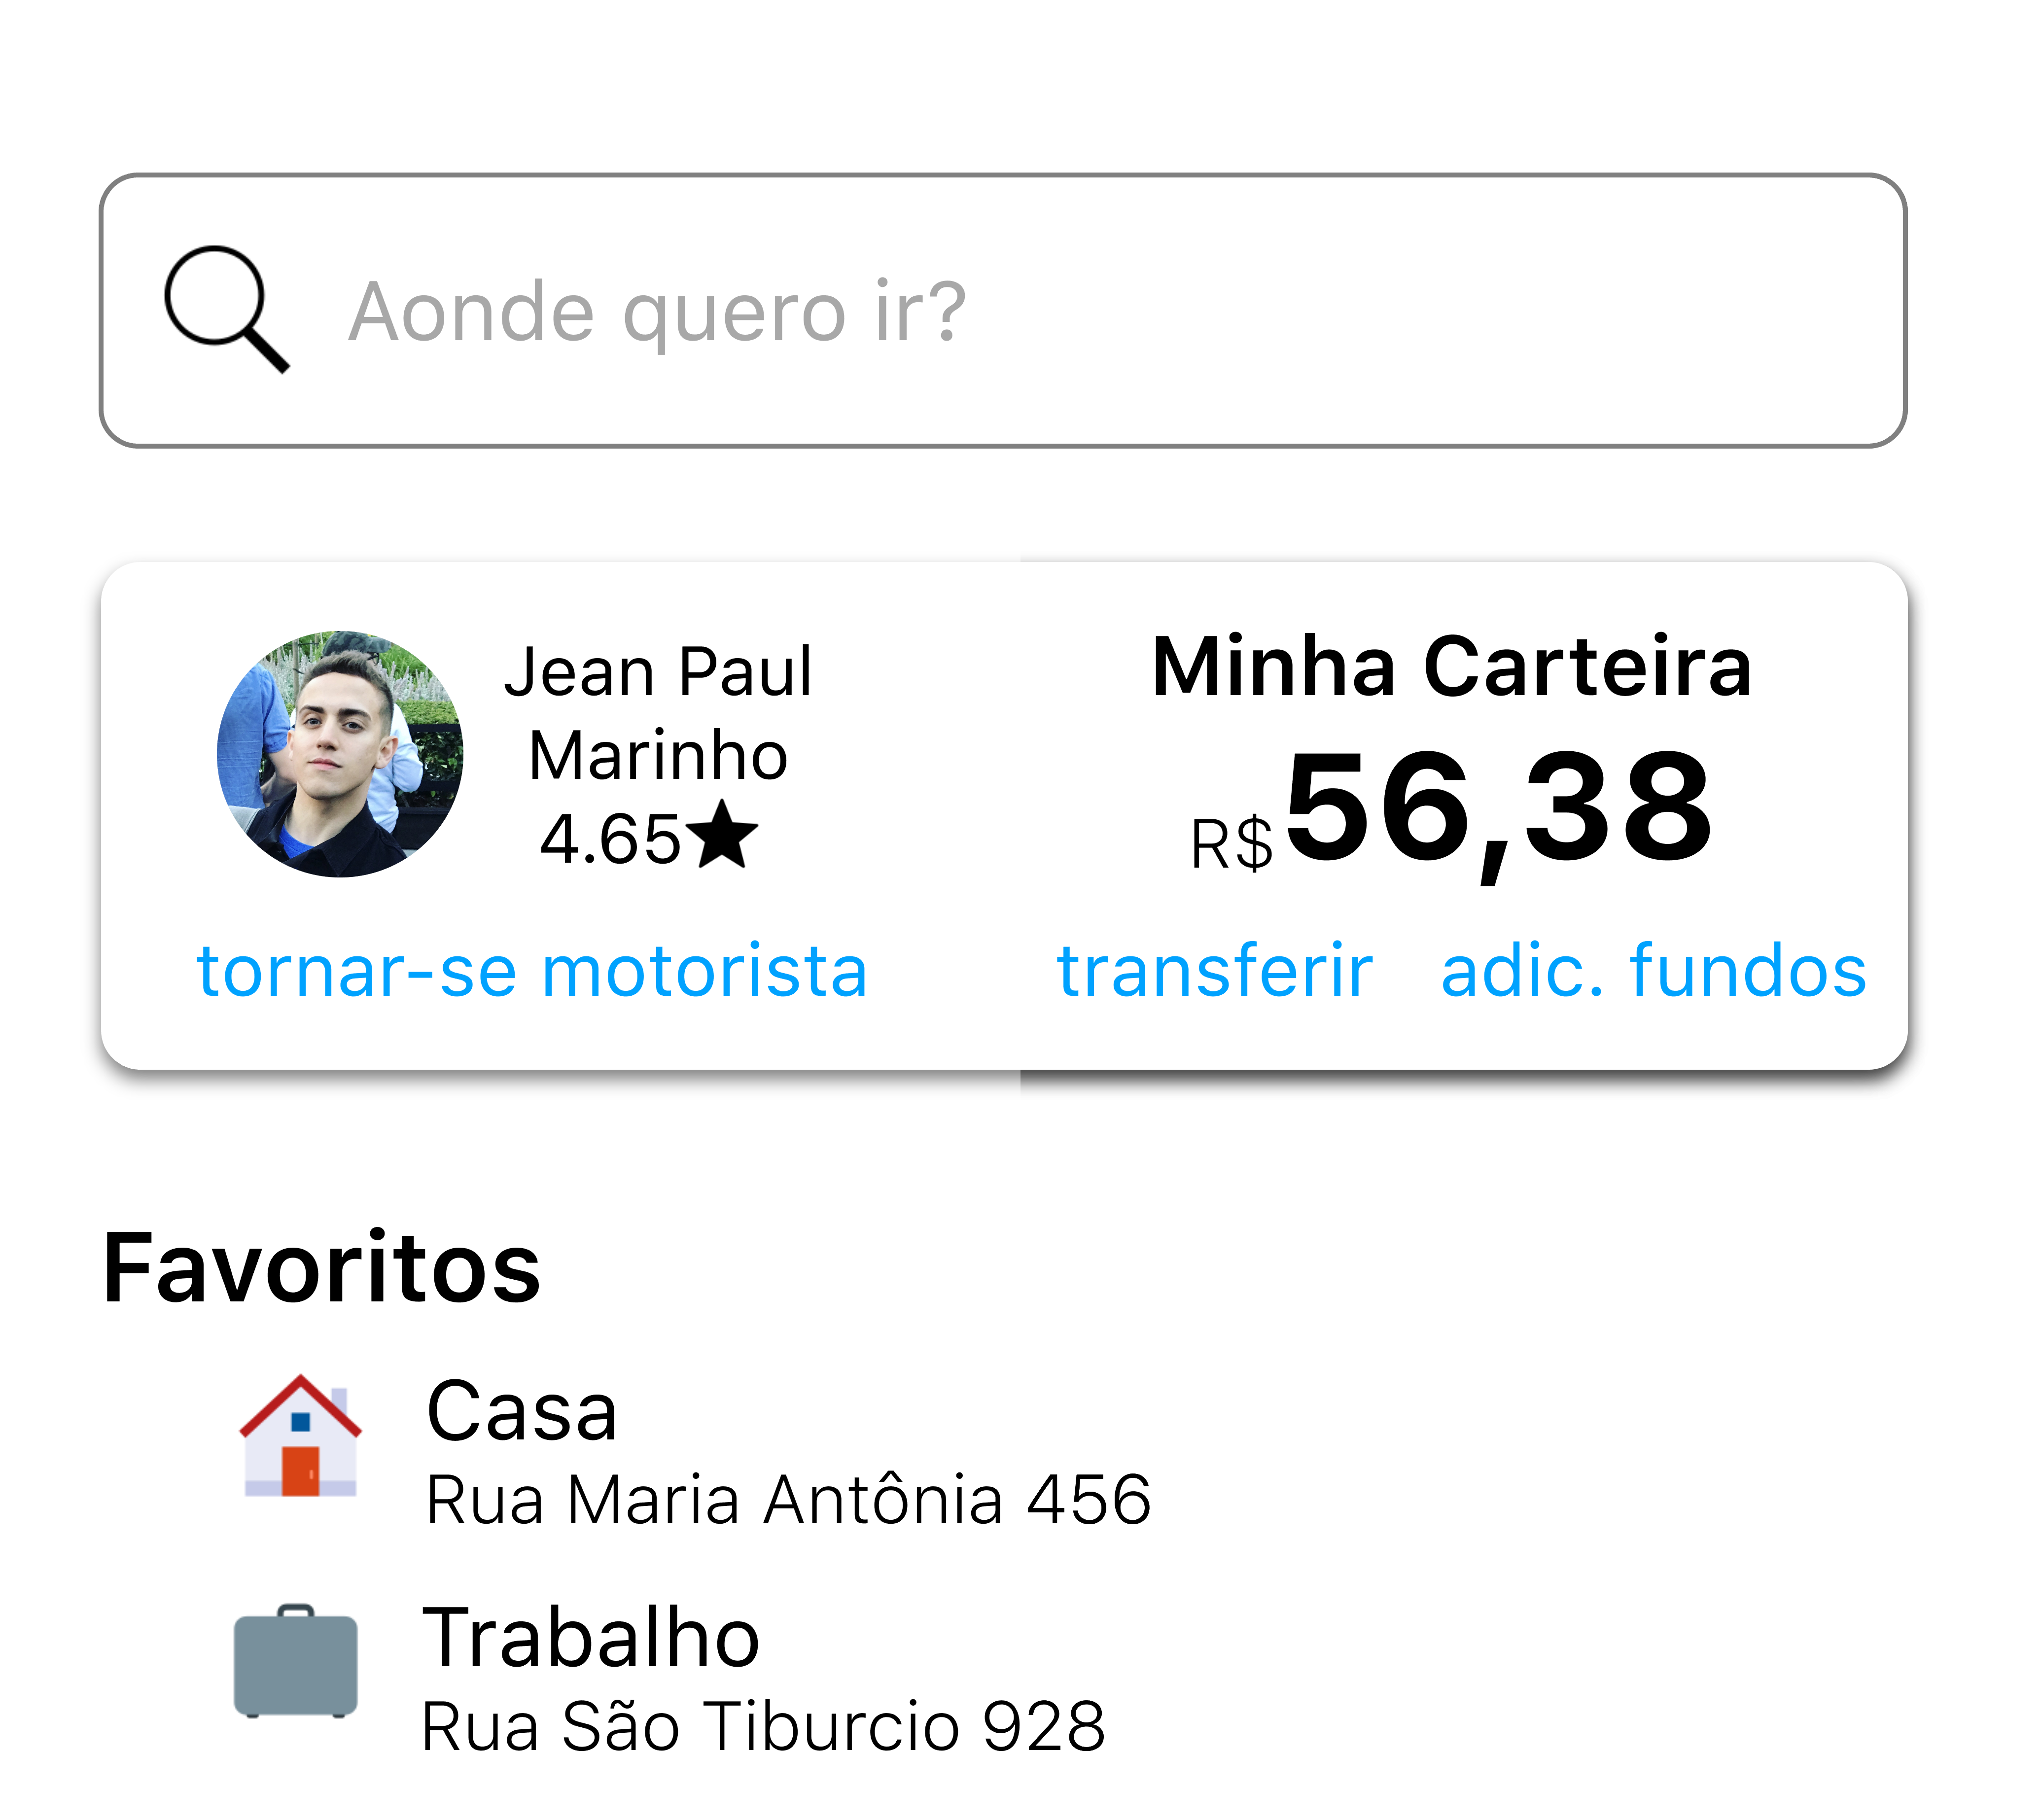 Aonde quero ir?
Jean Paul
Marinho
4.65★
tornar-se motorista
Minha Carteira
R$56,38
transferir adic. fundos
Favoritos
Casa
Rua Maria Antônia 456
Trabalho
Rua São Tiburcio 928